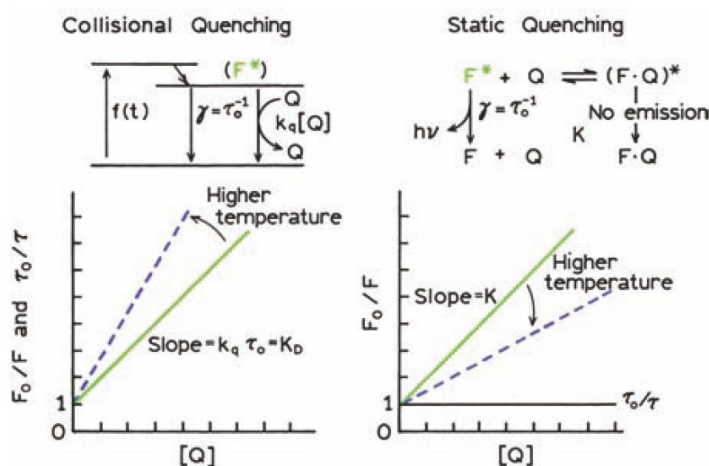 Collisional Quenching
(F*)
f(t)
γ = τ₀⁻¹
Q
k_q[Q]
Q
Higher
temperature
F₀/F and τ₀/τ
Slope = k_q τ₀ = K_D
1
0
[Q]
Static Quenching
F* + Q ⇌ (F·Q)*
γ = τ₀⁻¹
No emission
hν
K
F + Q
F·Q
F₀/F
Slope = K
Higher
temperature
τ₀/τ
1
0
[Q]